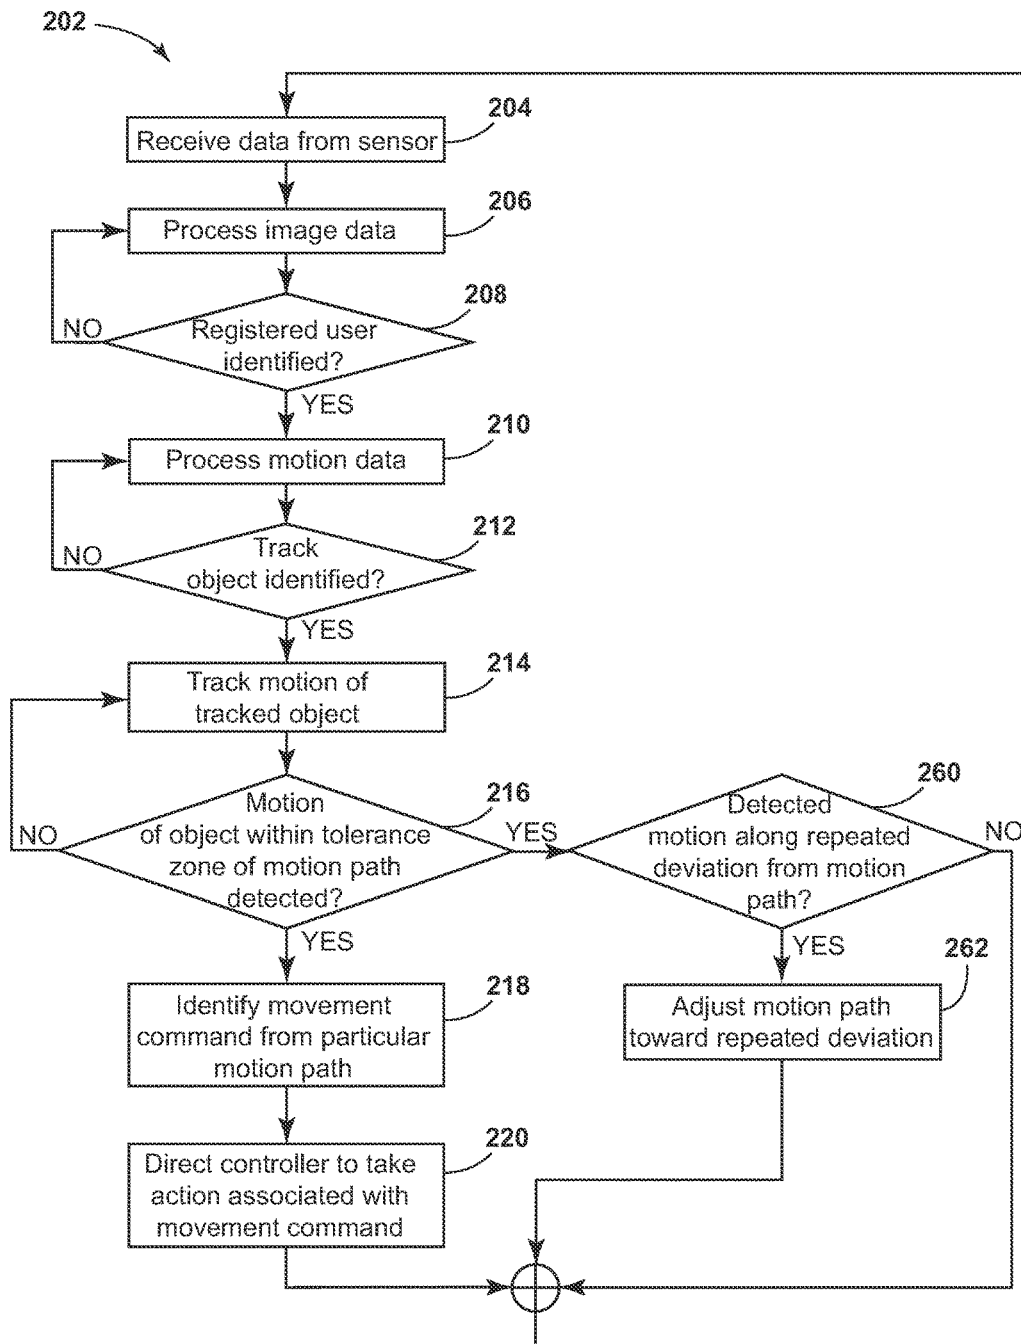 202
204
Receive data from sensor
206
Process image data
208
NO
Registered user
identified?
YES
210
Process motion data
212
NO
Track
object identified?
YES
214
Track motion of
tracked object
216
NO
Motion
of object within tolerance
zone of motion path
detected?
YES
260
Detected
motion along repeated
deviation from motion
path?
NO
YES
YES
218
Identify movement
command from particular
motion path
262
Adjust motion path
toward repeated deviation
220
Direct controller to take
action associated with
movement command